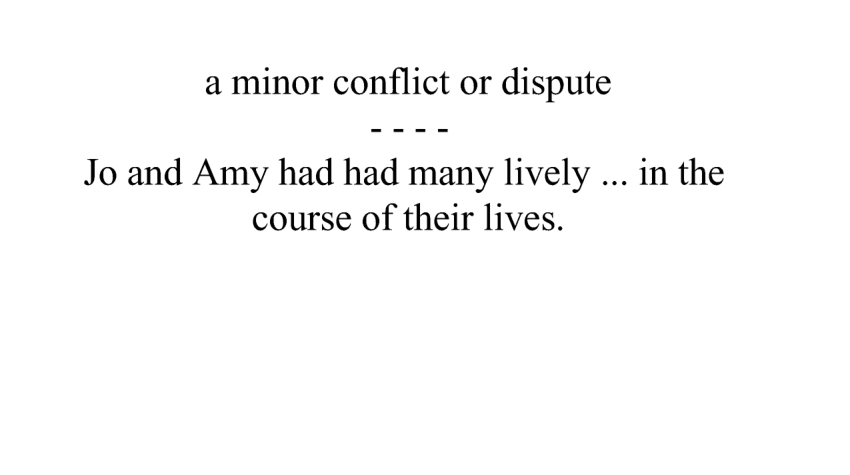 a minor conflict or dispute
- - - -
Jo and Amy had had many lively ... in the
course of their lives.